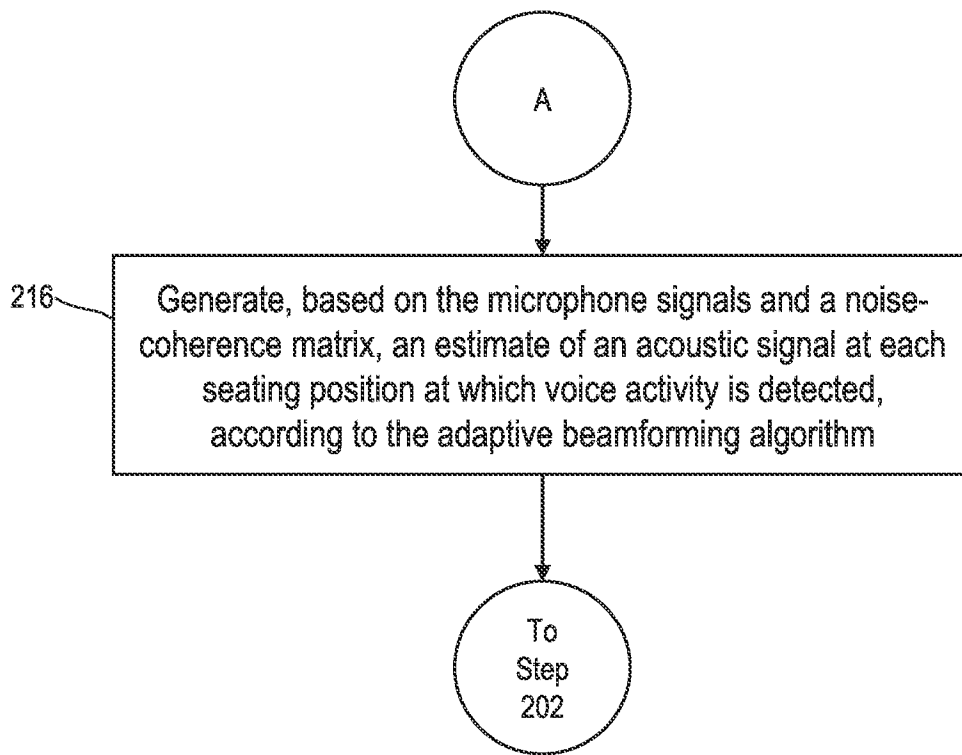 A
216
Generate, based on the microphone signals and a noise-
coherence matrix, an estimate of an acoustic signal at each
seating position at which voice activity is detected,
according to the adaptive beamforming algorithm
To
Step
202